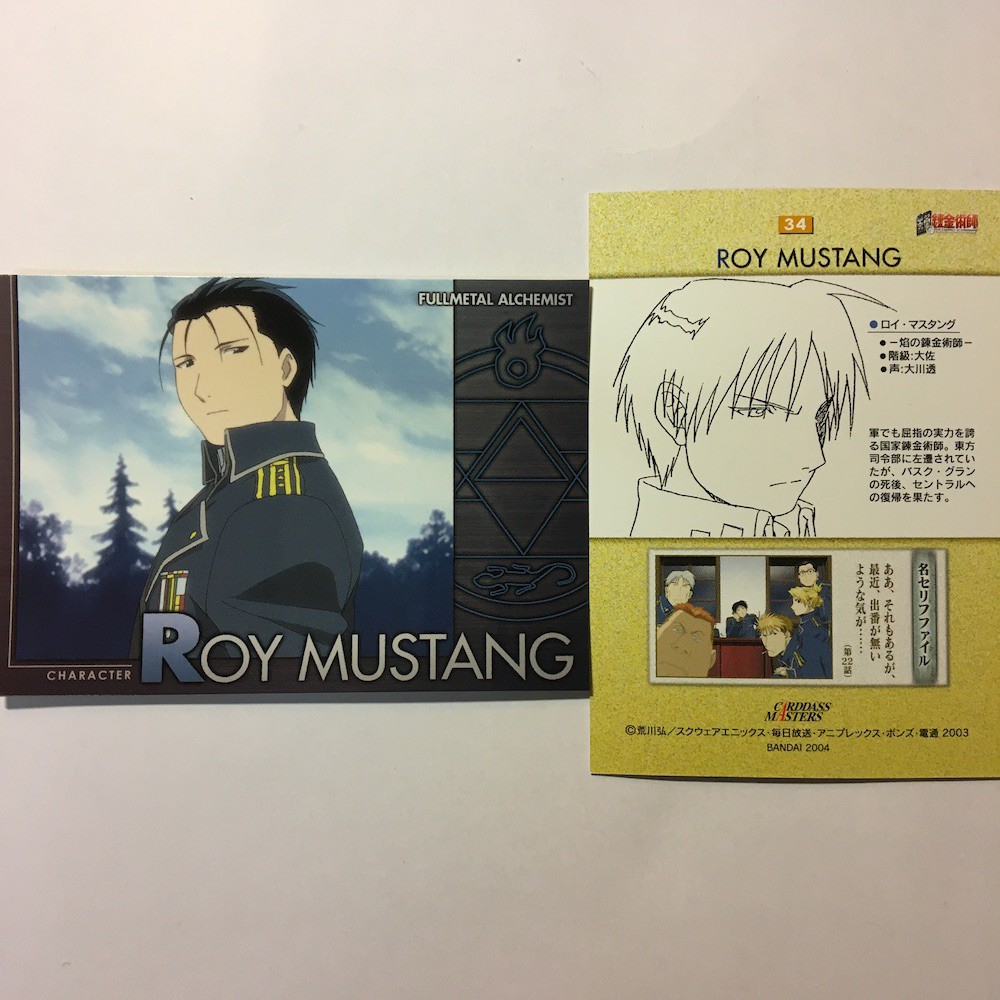 FULLMETAL ALCHEMIST
CHARACTER
ROY MUSTANG
34
鋼の錬金術師
ROY MUSTANG
●ロイ・マスタング
●−焔の錬金術師−
●階級:大佐
●声:大川透
軍でも屈指の実力を誇
る国家錬金術師。東方
司令部に左遷されてい
たが、バスク・グラン
の死後、セントラルへ
の復帰を果たす。
名セリフファイル
ああ、それもあるが、
最近、出番が無い
ような気が……
(第22話)
CARDDASS
MASTERS
©荒川弘/スクウェアエニックス・毎日放送・アニプレックス・ボンズ・電通 2003
BANDAI 2004